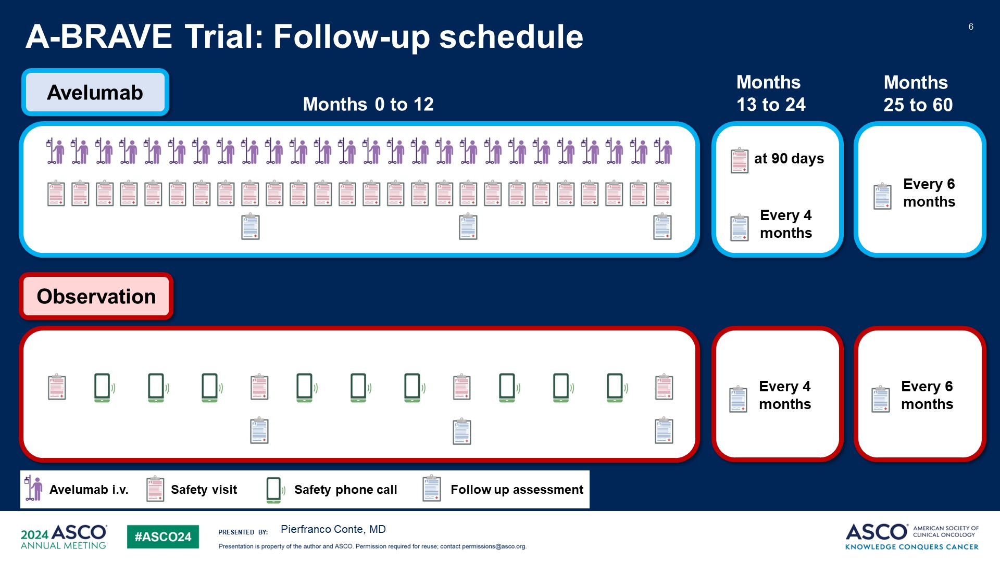 A-BRAVE Trial: Follow-up schedule
6
Avelumab
Months 0 to 12
Months
13 to 24
Months
25 to 60
at 90 days
Every 4
months
Every 6
months
Observation
Every 4
months
Every 6
months
Avelumab i.v.
Safety visit
Safety phone call
Follow up assessment
2024 ASCO
ANNUAL MEETING
#ASCO24
PRESENTED BY:
Pierfranco Conte, MD
Presentation is property of the author and ASCO. Permission required for reuse; contact permissions@asco.org.
ASCO AMERICAN SOCIETY OF
CLINICAL ONCOLOGY
KNOWLEDGE CONQUERS CANCER